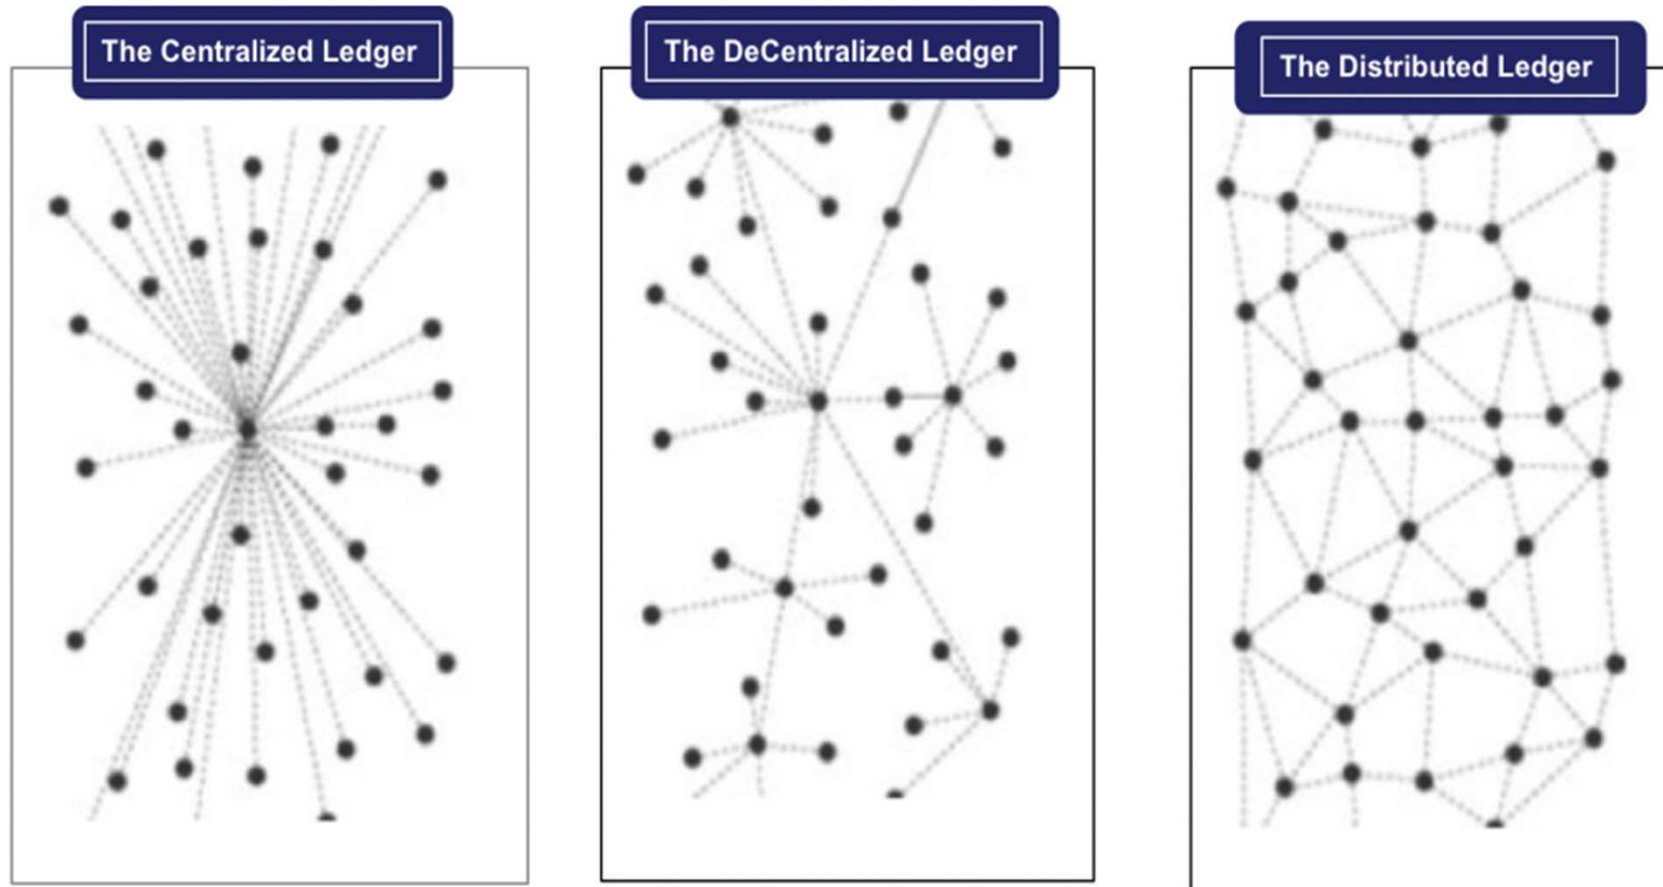 The Centralized Ledger
The DeCentralized Ledger
The Distributed Ledger